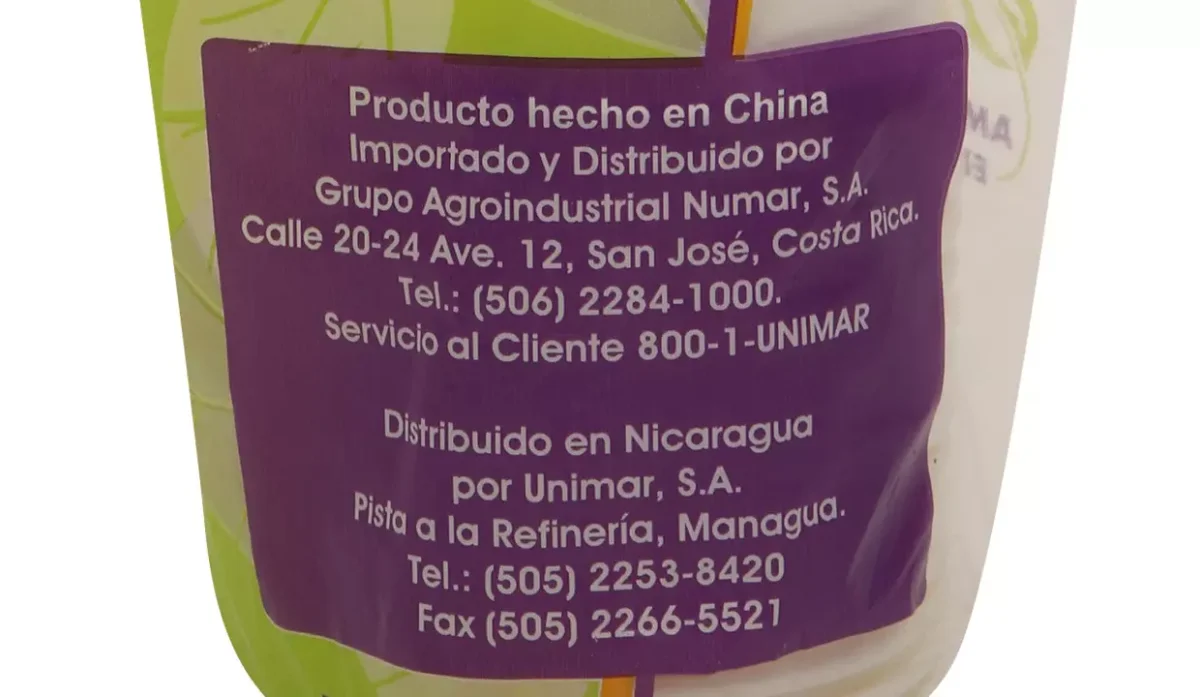 Producto hecho en China
Importado y Distribuido por
Grupo Agroindustrial Numar, S.A.
Calle 20-24 Ave. 12, San José, Costa Rica.
Tel.: (506) 2284-1000.
Servicio al Cliente 800-1-UNIMAR
Distribuido en Nicaragua
por Unimar, S.A.
Pista a la Refinería, Managua.
Tel.: (505) 2253-8420
Fax (505) 2266-5521